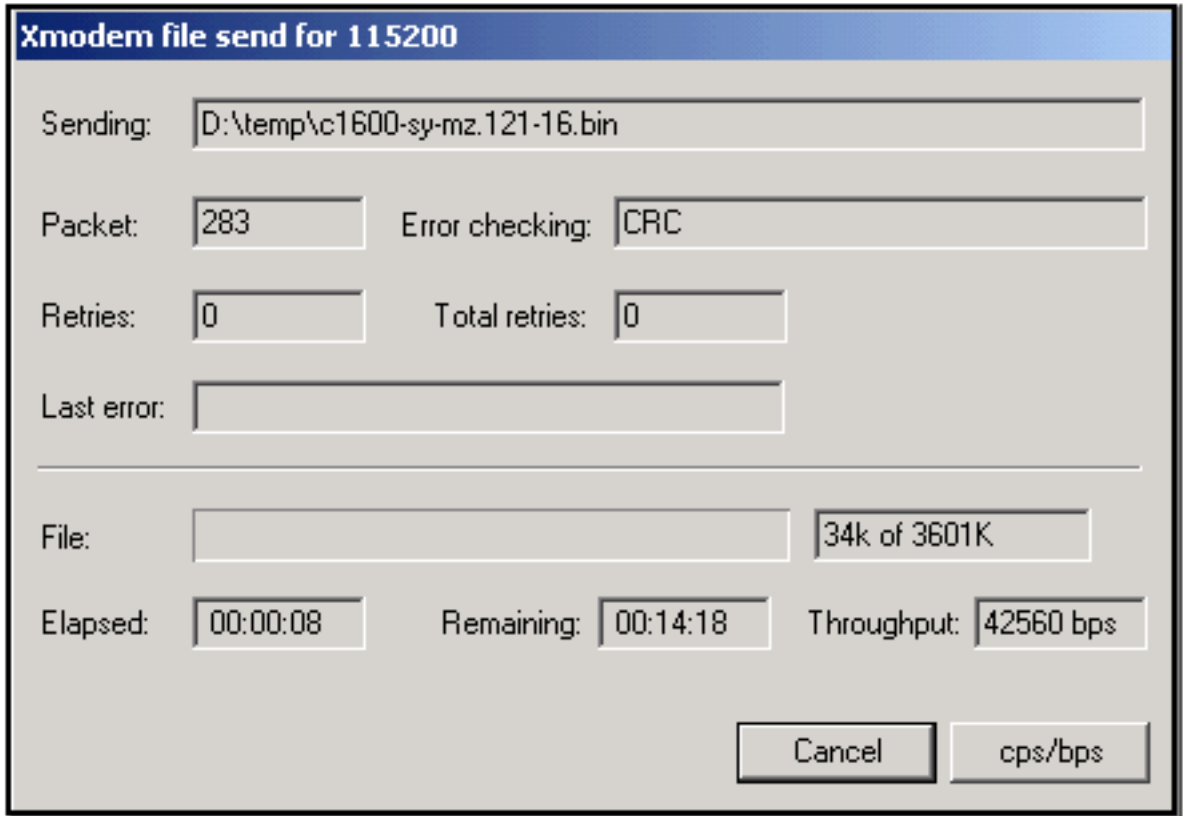 Xmodem file send for 115200
Sending: D:\temp\c1600-sy-mz.121-16.bin
Packet: 283 Error checking: CRC
Retries: 0 Total retries: 0
Last error:
File: 34k of 3601K
Elapsed: 00:00:08 Remaining: 00:14:18 Throughput: 42560 bps
Cancel cps/bps